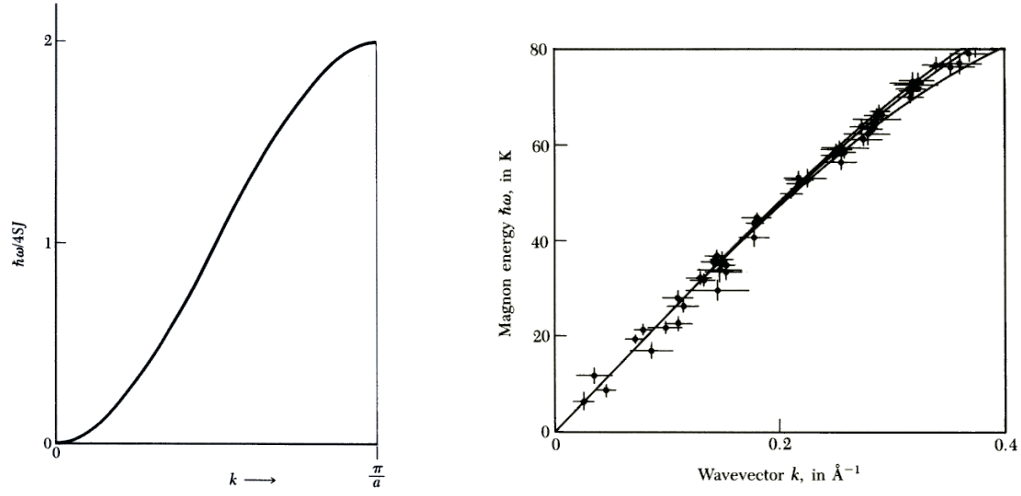 2
1
0
ℏω/4SJ
0
k ⟶
π/a
80
60
40
20
0
Magnon energy ℏω, in K
0
0.2
0.4
Wavevector k, in Å⁻¹